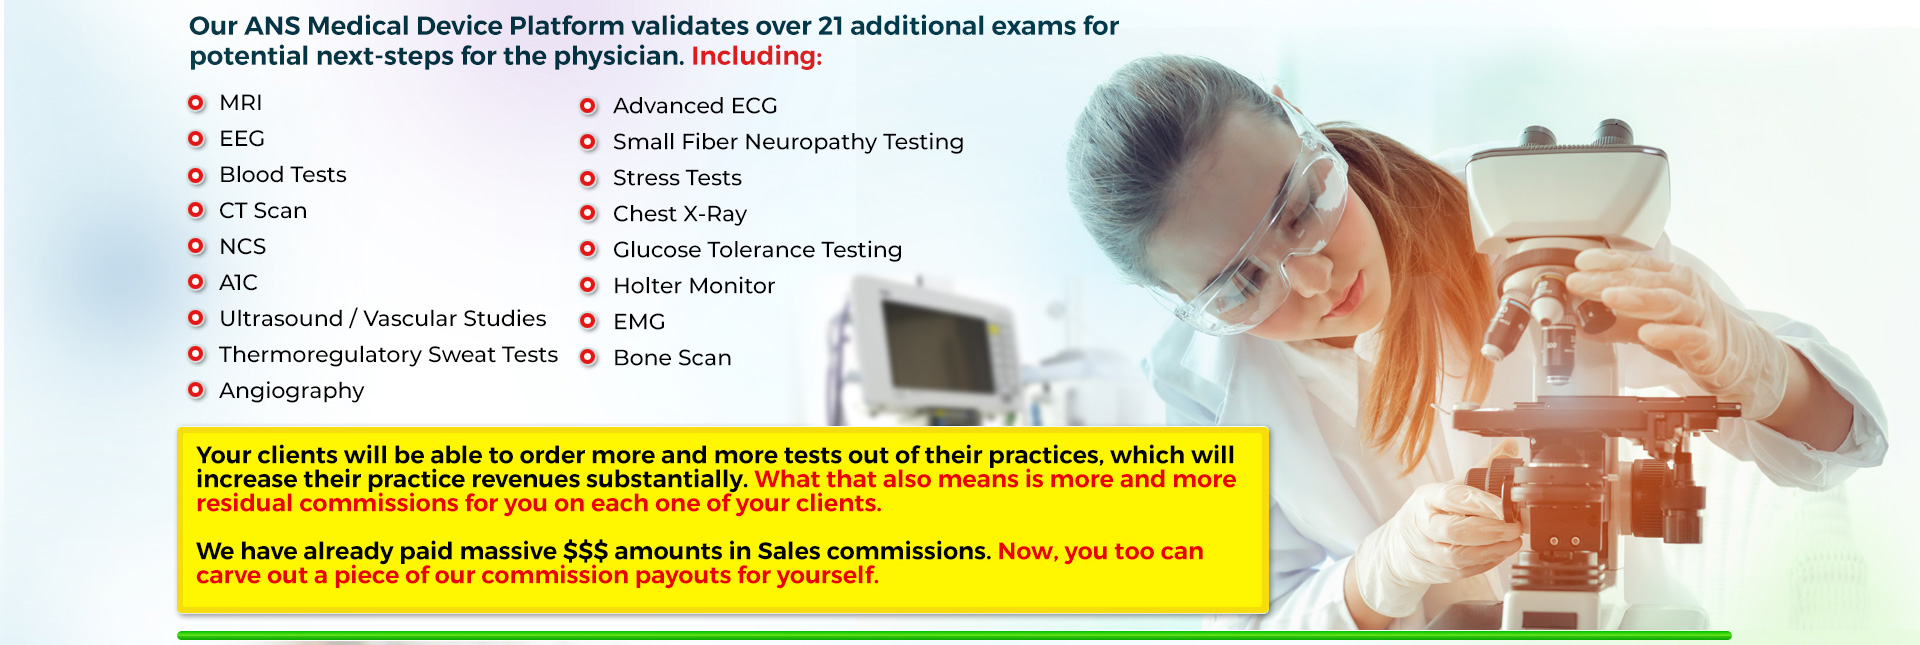 Our ANS Medical Device Platform validates over 21 additional exams for
potential next-steps for the physician. Including:
MRI
EEG
Blood Tests
CT Scan
NCS
A1C
Ultrasound / Vascular Studies
Thermoregulatory Sweat Tests
Angiography
Advanced ECG
Small Fiber Neuropathy Testing
Stress Tests
Chest X-Ray
Glucose Tolerance Testing
Holter Monitor
EMG
Bone Scan
Your clients will be able to order more and more tests out of their practices, which will
increase their practice revenues substantially. What that also means is more and more
residual commissions for you on each one of your clients.
We have already paid massive $$$ amounts in Sales commissions. Now, you too can
carve out a piece of our commission payouts for yourself.